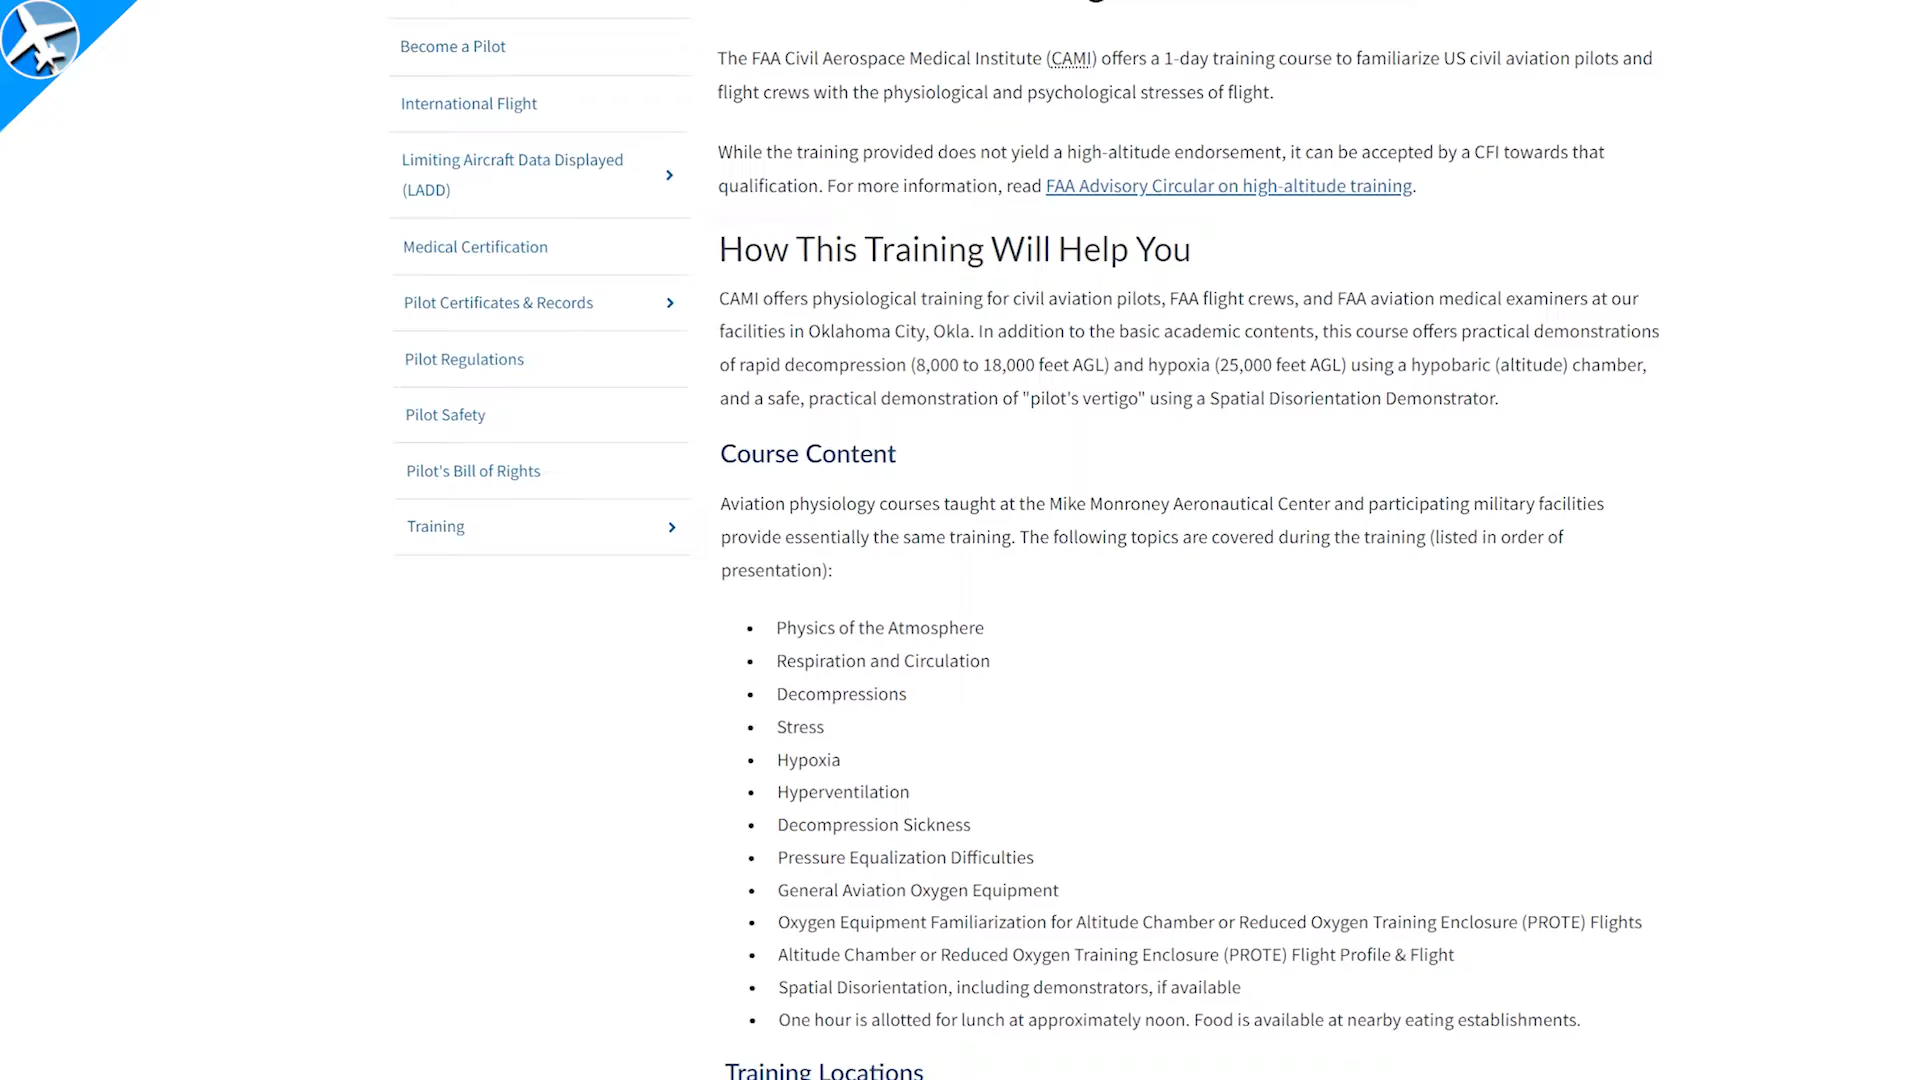 Become a Pilot
International Flight
Limiting Aircraft Data Displayed
(LADD)
Medical Certification
Pilot Certificates & Records
Pilot Regulations
Pilot Safety
Pilot's Bill of Rights
Training
The FAA Civil Aerospace Medical Institute (CAMI) offers a 1-day training course to familiarize US civil aviation pilots and
flight crews with the physiological and psychological stresses of flight.
While the training provided does not yield a high-altitude endorsement, it can be accepted by a CFI towards that
qualification. For more information, read FAA Advisory Circular on high-altitude training.
How This Training Will Help You
CAMI offers physiological training for civil aviation pilots, FAA flight crews, and FAA aviation medical examiners at our
facilities in Oklahoma City, Okla. In addition to the basic academic contents, this course offers practical demonstrations
of rapid decompression (8,000 to 18,000 feet AGL) and hypoxia (25,000 feet AGL) using a hypobaric (altitude) chamber,
and a safe, practical demonstration of "pilot's vertigo" using a Spatial Disorientation Demonstrator.
Course Content
Aviation physiology courses taught at the Mike Monroney Aeronautical Center and participating military facilities
provide essentially the same training. The following topics are covered during the training (listed in order of
presentation):
• Physics of the Atmosphere
• Respiration and Circulation
• Decompressions
• Stress
• Hypoxia
• Hyperventilation
• Decompression Sickness
• Pressure Equalization Difficulties
• General Aviation Oxygen Equipment
• Oxygen Equipment Familiarization for Altitude Chamber or Reduced Oxygen Training Enclosure (PROTE) Flights
• Altitude Chamber or Reduced Oxygen Training Enclosure (PROTE) Flight Profile & Flight
• Spatial Disorientation, including demonstrators, if available
• One hour is allotted for lunch at approximately noon. Food is available at nearby eating establishments.
Training Locations